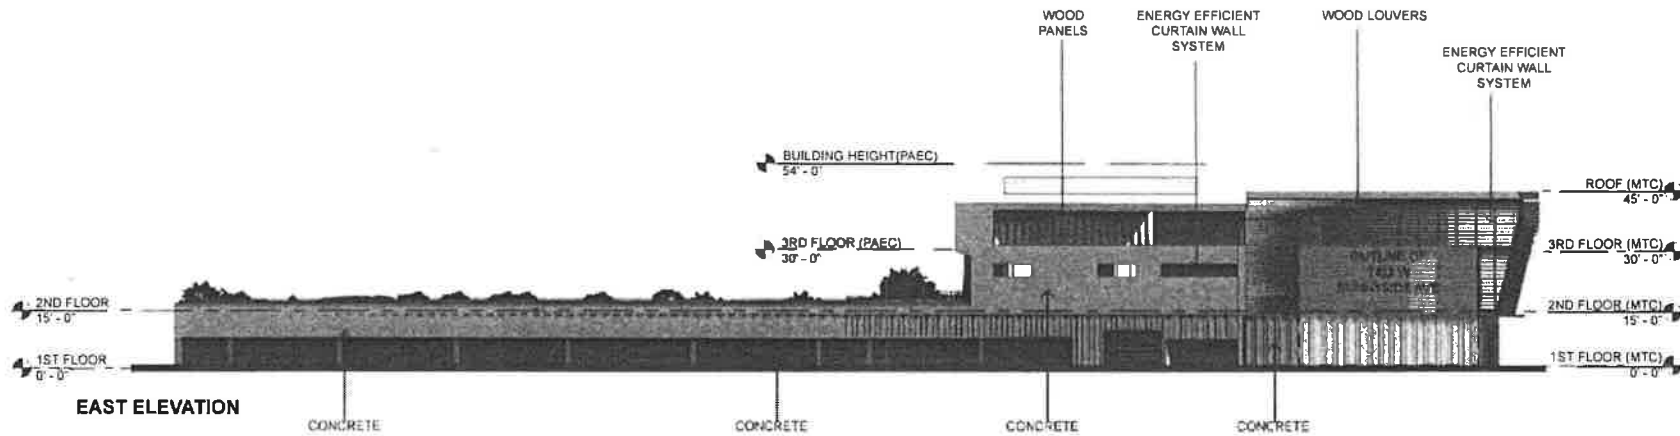 WOOD
PANELS
ENERGY EFFICIENT
CURTAIN WALL
SYSTEM
WOOD LOUVERS
ENERGY EFFICIENT
CURTAIN WALL
SYSTEM
BUILDING HEIGHT(PAEC)
54' - 0"
ROOF (MTC)
45' - 0"
3RD FLOOR (PAEC)
30' - 0"
3RD FLOOR (MTC)
30' - 0"
OUTLINE OF
2ND FLOOR
15' - 0"
2ND FLOOR (MTC)
15' - 0"
1ST FLOOR
0' - 0"
1ST FLOOR (MTC)
0' - 0"
EAST ELEVATION
CONCRETE
CONCRETE
CONCRETE
CONCRETE